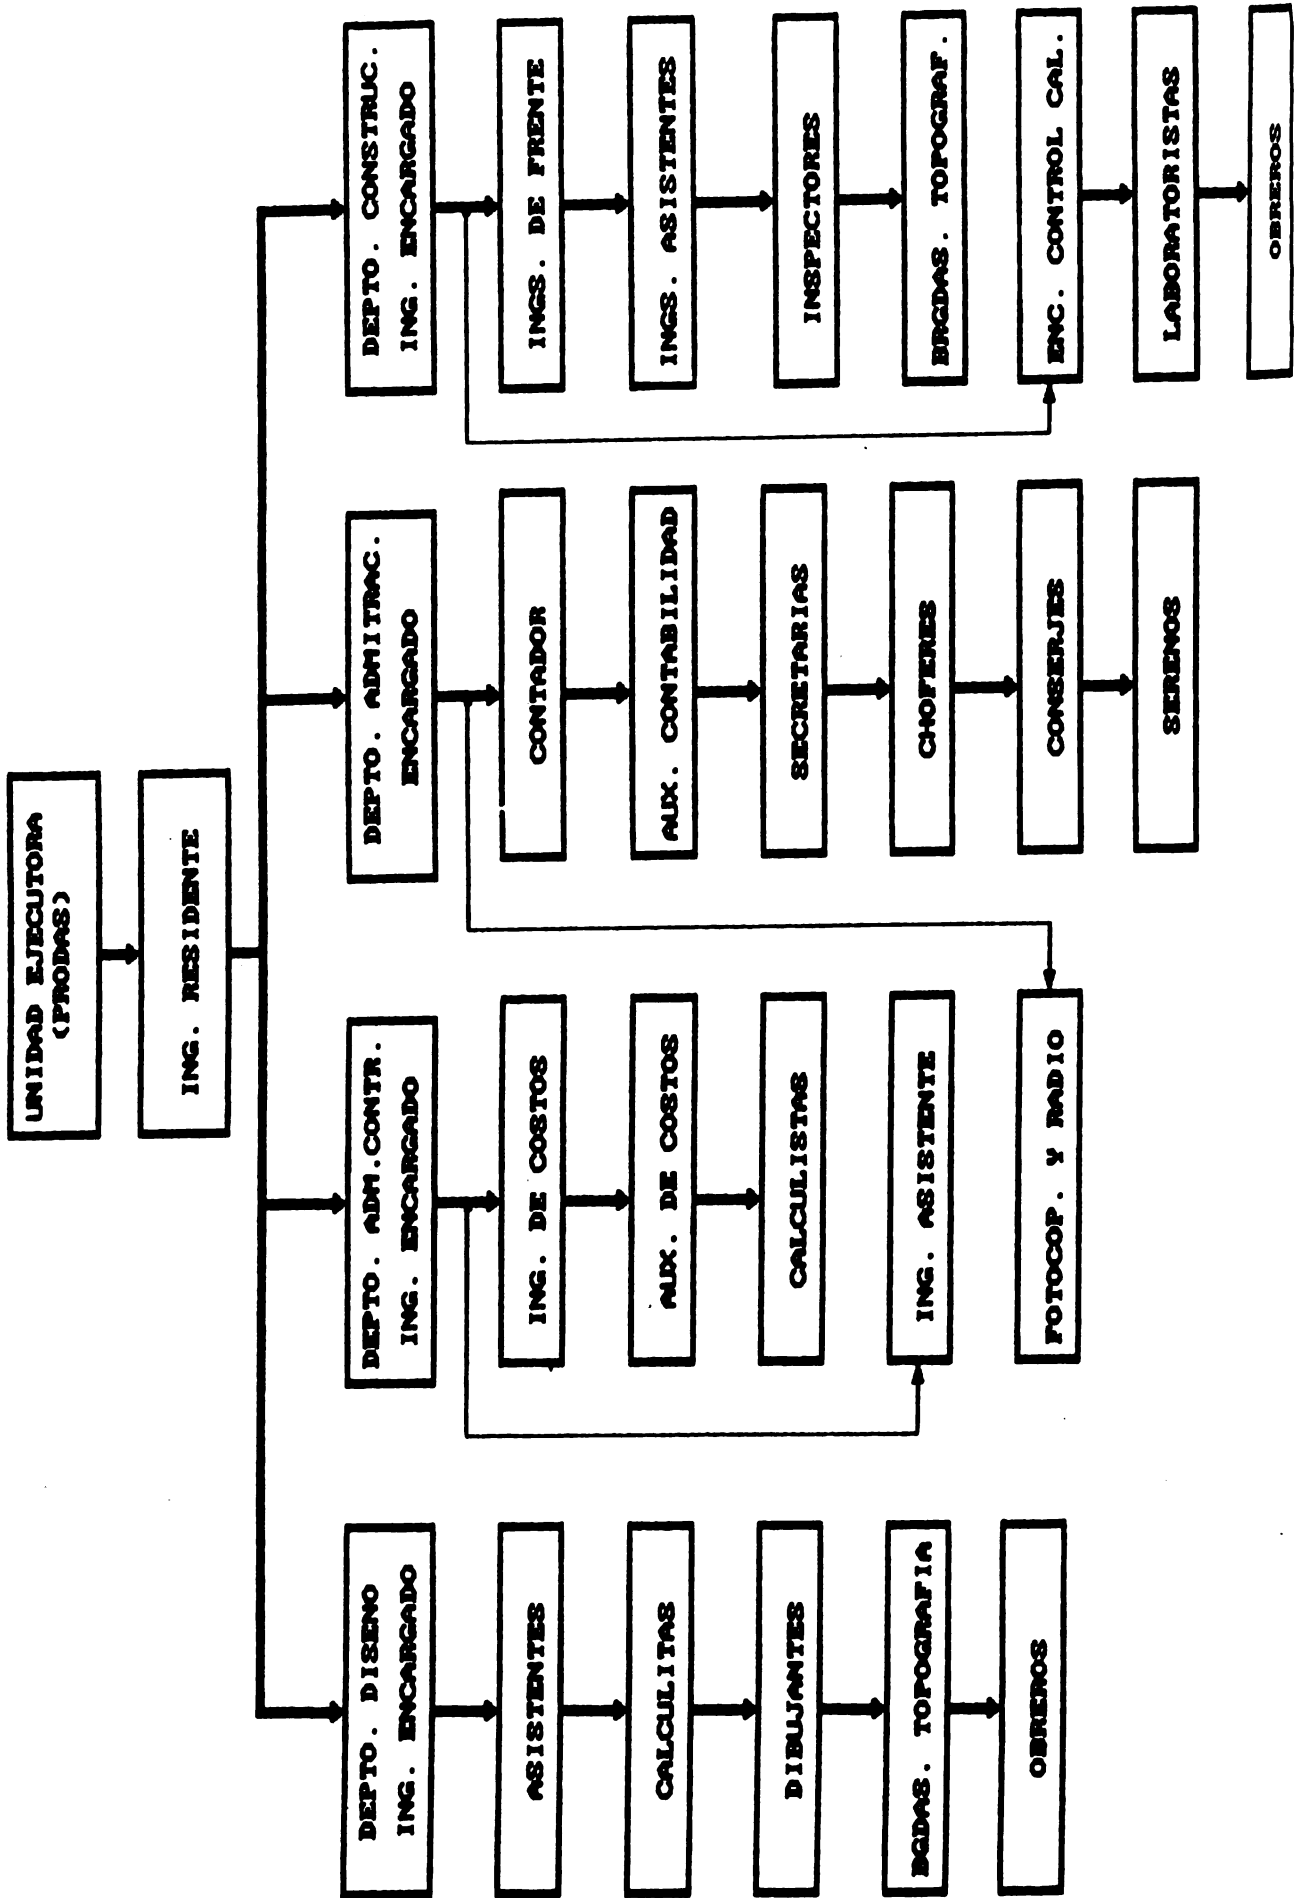 UNIDAD EJECUTORA
(PRODAS)
ING. RESIDENTE
DEPTO. DISENO
ING. ENCARGADO
ASISTENTES
CALCULITAS
DIBUJANTES
BGDAS. TOPOGRAFIA
OBREROS
DEPTO. ADM.CONTR.
ING. ENCARGADO
ING. DE COSTOS
AUX. DE COSTOS
CALCULISTAS
ING. ASISTENTE
FOTOCOP. Y RADIO
DEPTO. ADMITRAC.
ENCARGADO
CONTADOR
AUX. CONTABILIDAD
SECRETARIAS
CHOFERES
CONSERJES
SERENOS
DEPTO. CONSTRUC.
ING. ENCARGADO
INGS. DE FRENTE
INGS. ASISTENTES
INSPECTORES
BRGDAS. TOPOGRAF.
ENC. CONTROL CAL.
LABORATORISTAS
OBREROS